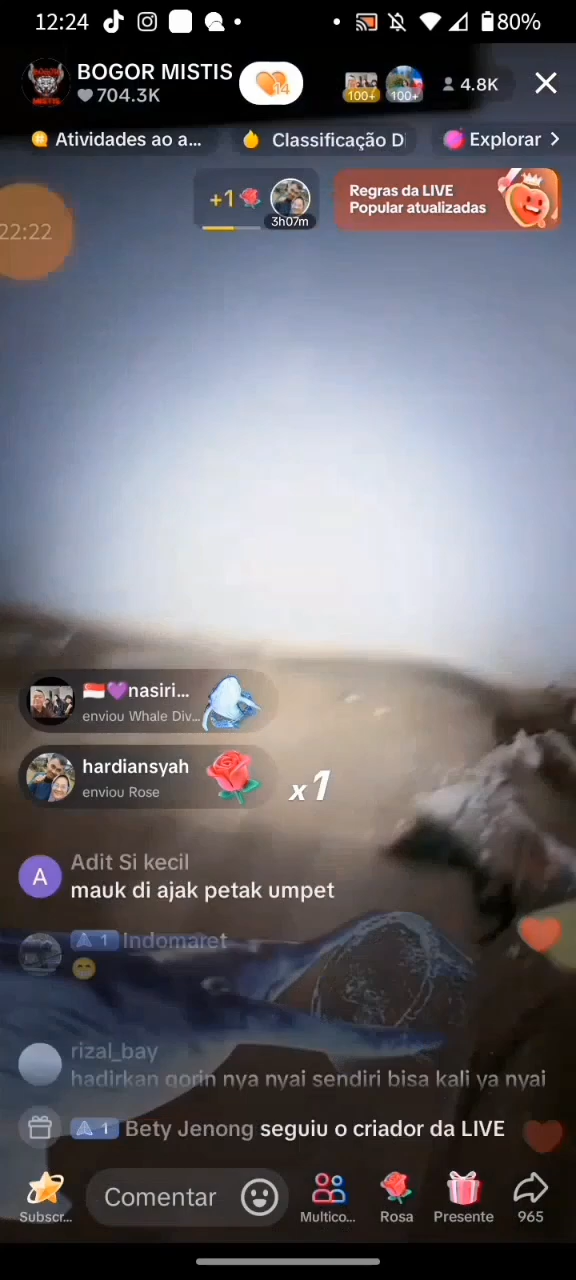 12:24
80%
BOGOR MISTIS
704.3K
14
100+
100+
4.8K
Atividades ao a...
Classificação D
Explorar
+1
3h07m
Regras da LIVE
Popular atualizadas
22:22
nasiri...
enviou Whale Div...
hardiansyah
enviou Rose
x1
A
Adit Si kecil
mauk di ajak petak umpet
1 Indomaret
rizal_bay
hadirkan qorin nya nyai sendiri bisa kali ya nyai
1 Bety Jenong seguiu o criador da LIVE
Comentar
Subscr...
Multico...
Rosa
Presente
965